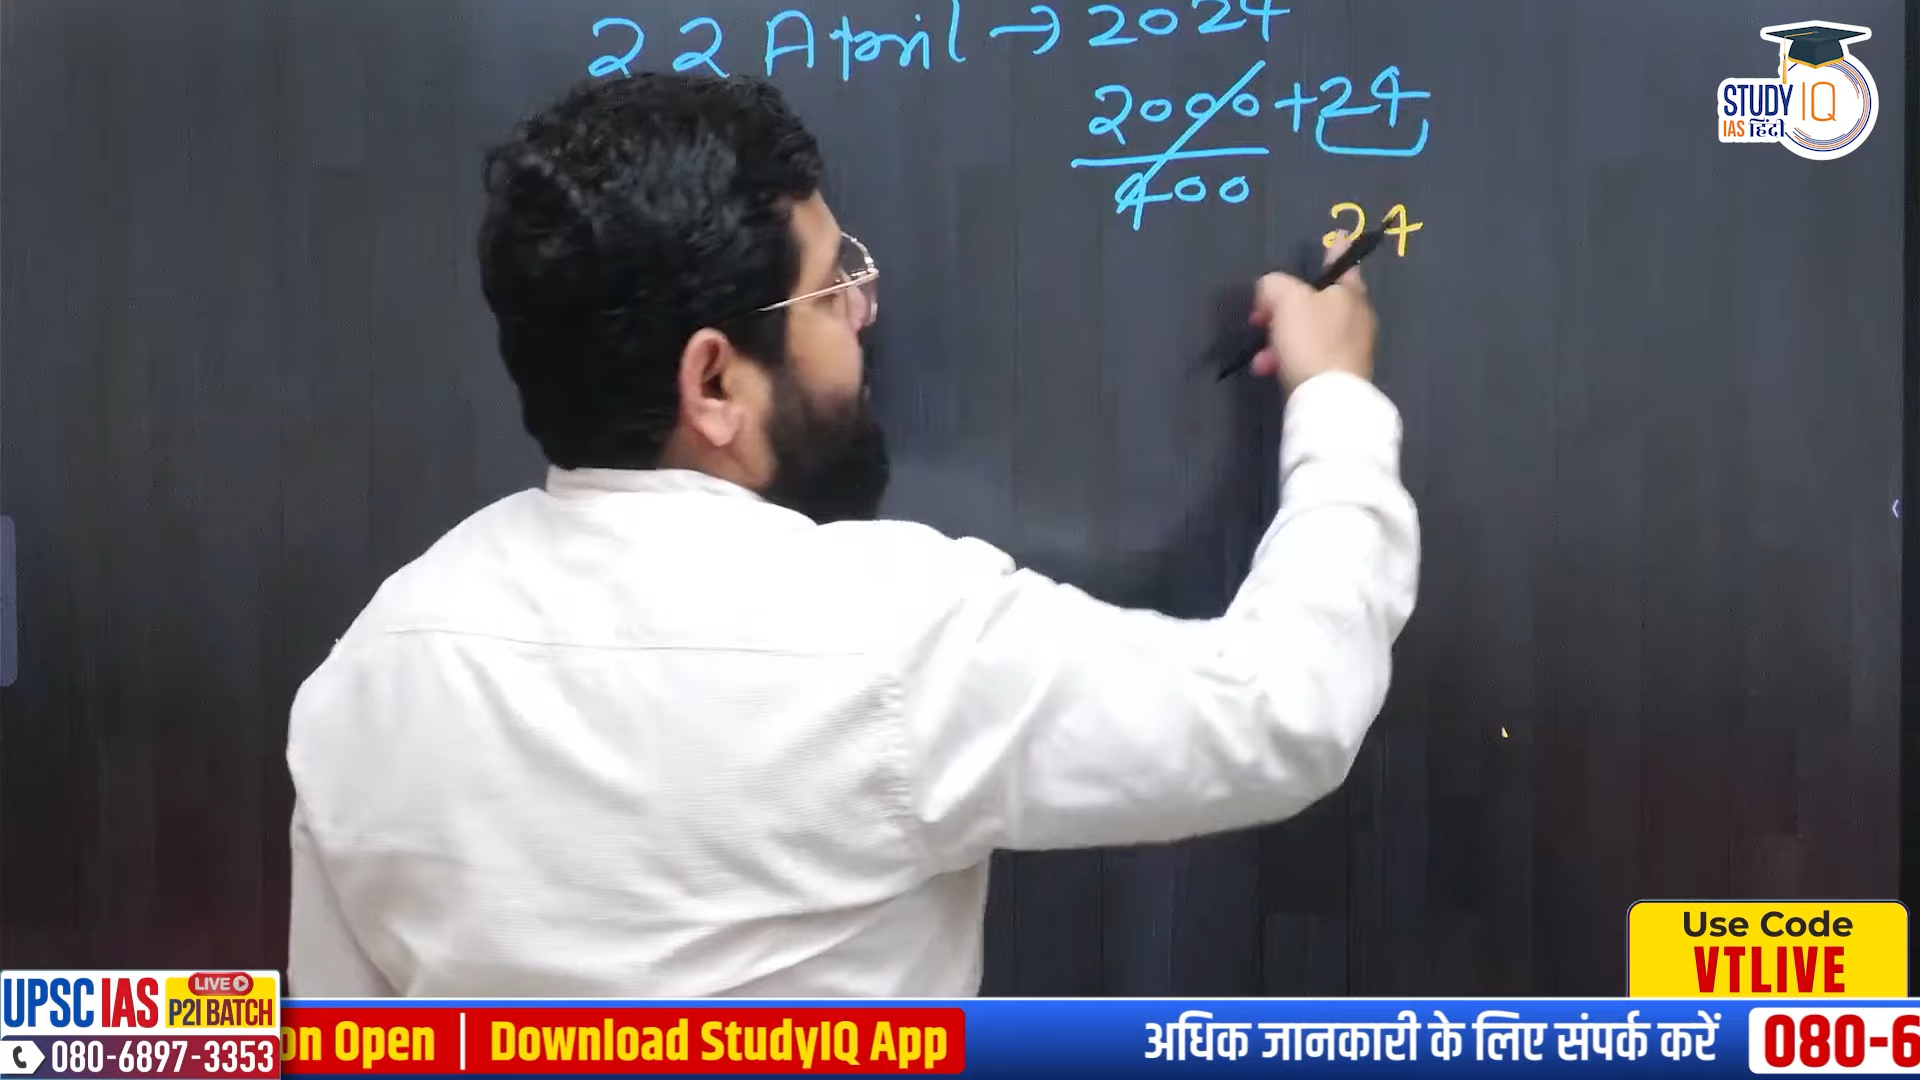 22 April → 2024
2000 + 24
400
24
STUDY IQ
IAS हिंदी
Use Code
VTLIVE
UPSC IAS LIVE P2I BATCH
080-6897-3353
on Open | Download StudyIQ App
अधिक जानकारी के लिए संपर्क करें 080-6